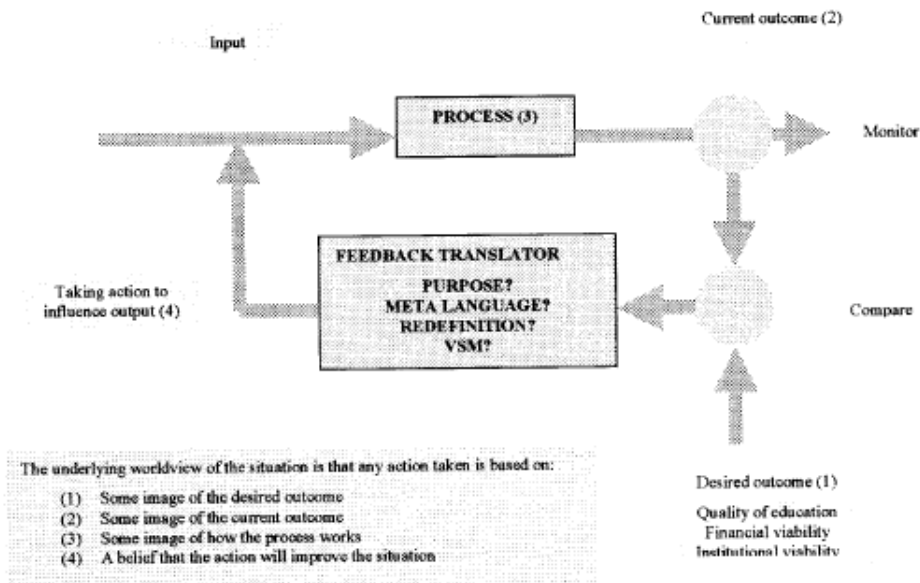 Current outcome (2)
Input
PROCESS (3)
Monitor
FEEDBACK TRANSLATOR
PURPOSE?
META LANGUAGE?
REDEFINITION?
VSM?
Taking action to
influence output (4)
Compare
The underlying worldview of the situation is that any action taken is based on:
(1) Some image of the desired outcome
(2) Some image of the current outcome
(3) Some image of how the process works
(4) A belief that the action will improve the situation
Desired outcome (1)
Quality of education
Financial viability
Institutional viability